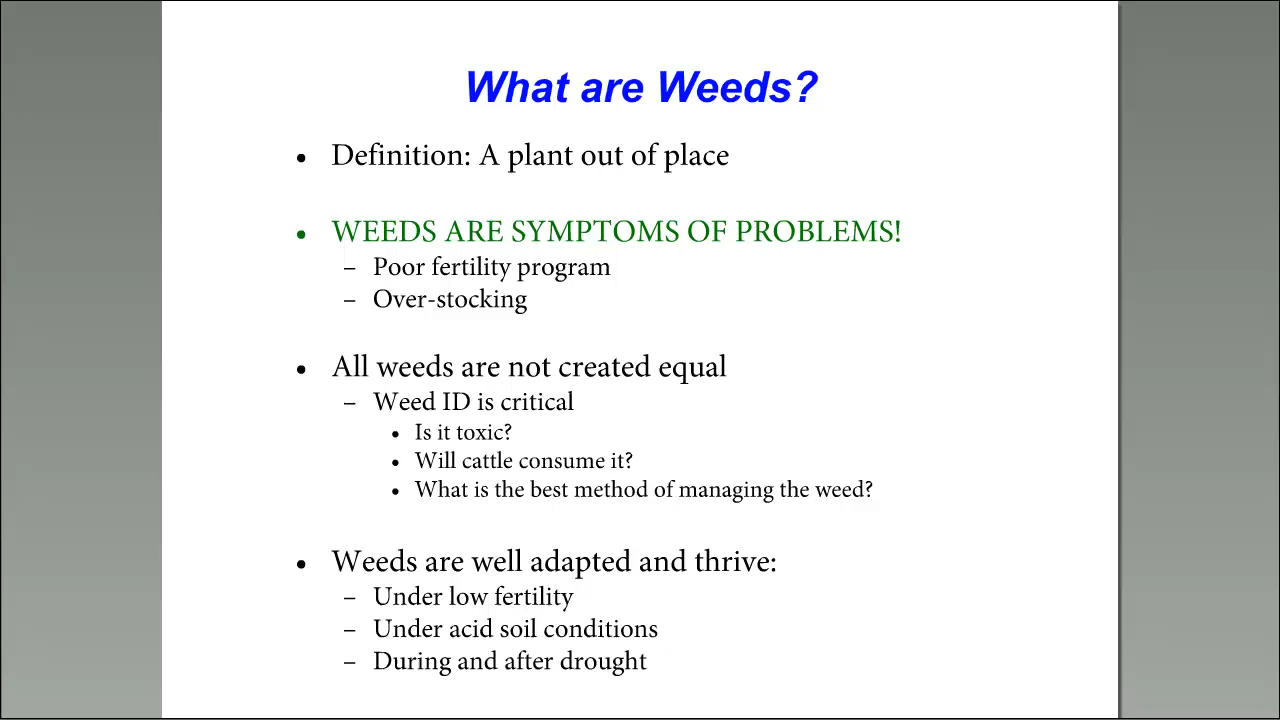 What are Weeds?
• Definition: A plant out of place
• WEEDS ARE SYMPTOMS OF PROBLEMS!
– Poor fertility program
– Over-stocking
• All weeds are not created equal
– Weed ID is critical
• Is it toxic?
• Will cattle consume it?
• What is the best method of managing the weed?
• Weeds are well adapted and thrive:
– Under low fertility
– Under acid soil conditions
– During and after drought